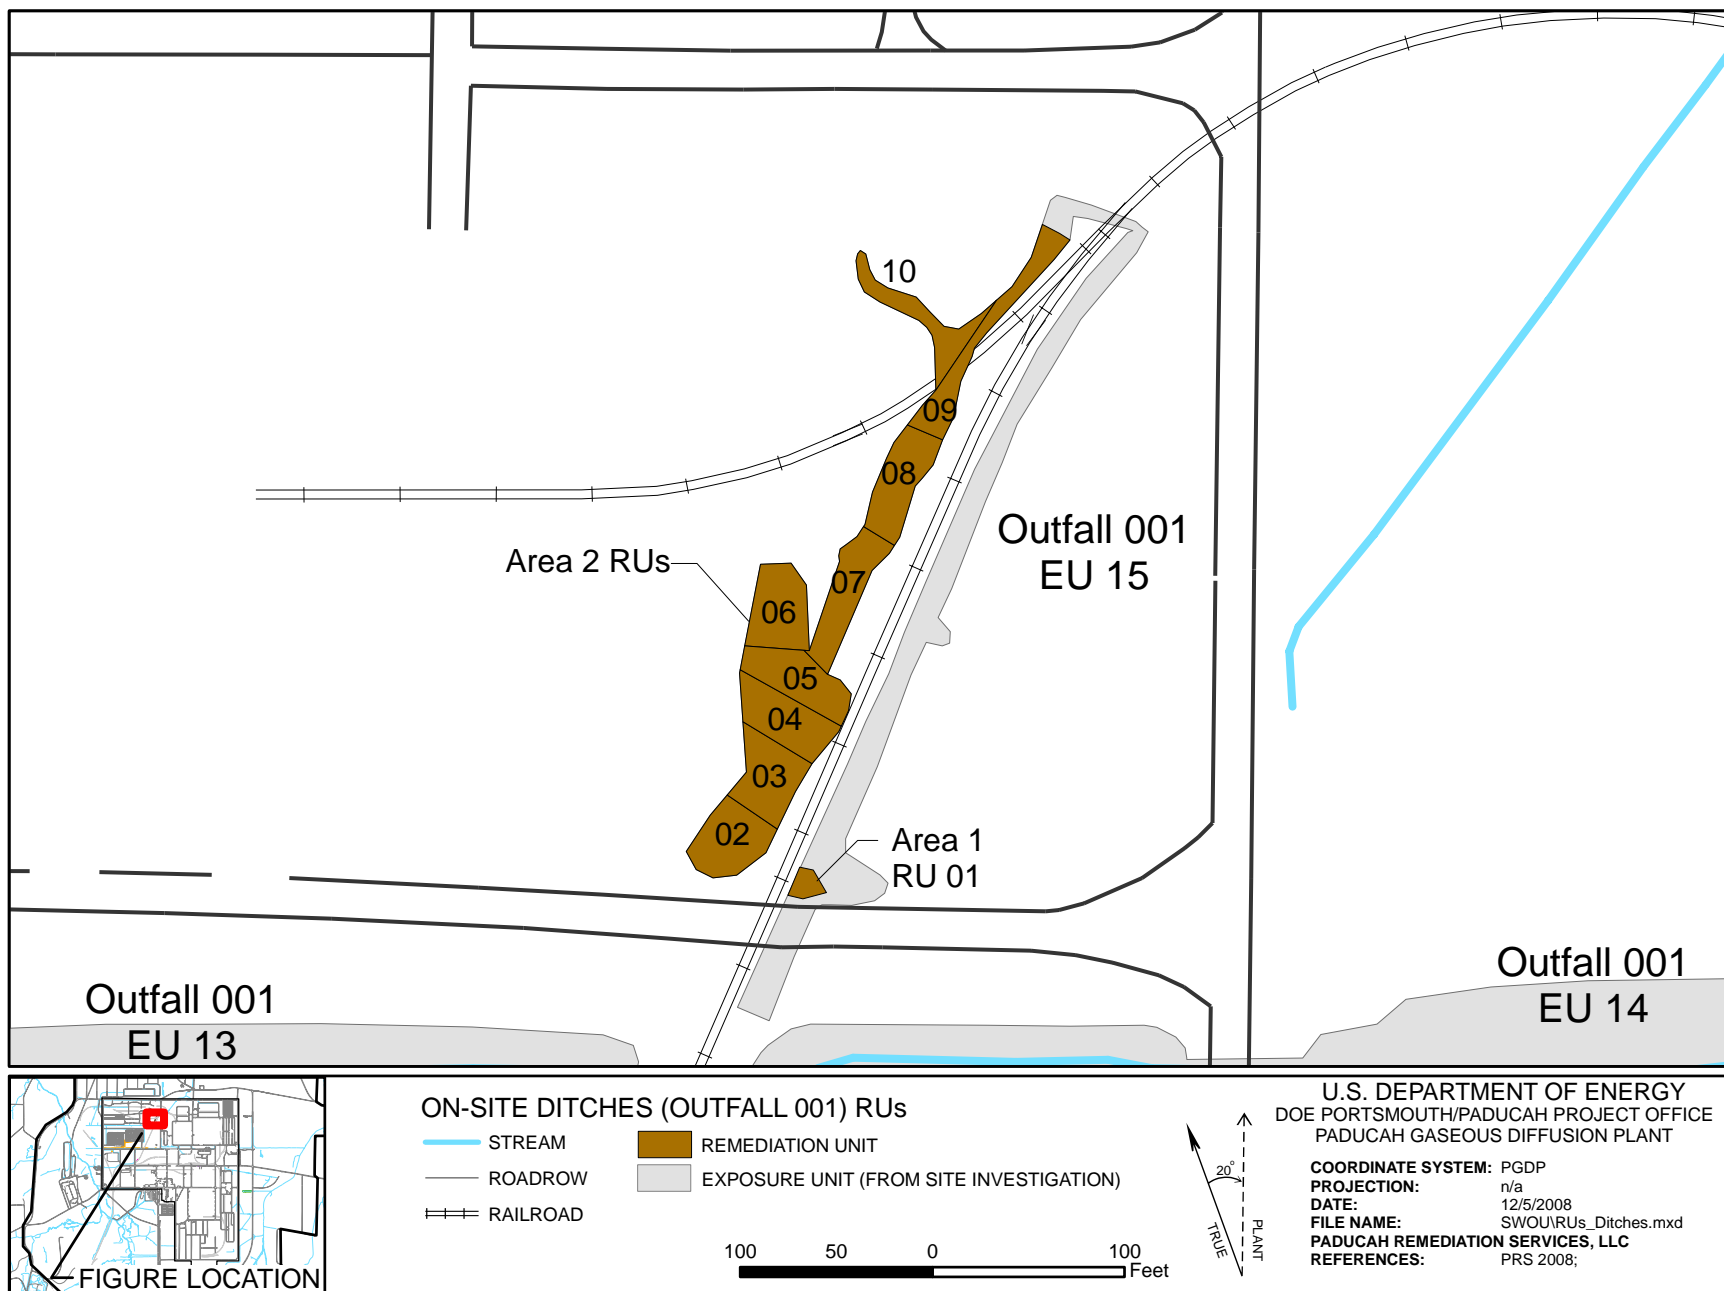 10
09
08
Outfall 001
EU 15
Area 2 RUs
07
06
05
04
03
02
Area 1
RU 01
Outfall 001
EU 14
Outfall 001
EU 13
FIGURE LOCATION
ON-SITE DITCHES (OUTFALL 001) RUs
STREAM
ROADROW
RAILROAD
REMEDIATION UNIT
EXPOSURE UNIT (FROM SITE INVESTIGATION)
100 50 0 100
Feet
20°
TRUE
PLANT
U.S. DEPARTMENT OF ENERGY
DOE PORTSMOUTH/PADUCAH PROJECT OFFICE
PADUCAH GASEOUS DIFFUSION PLANT
COORDINATE SYSTEM: PGDP
PROJECTION: n/a
DATE: 12/5/2008
FILE NAME: SWOU\RUs_Ditches.mxd
PADUCAH REMEDIATION SERVICES, LLC
REFERENCES: PRS 2008;